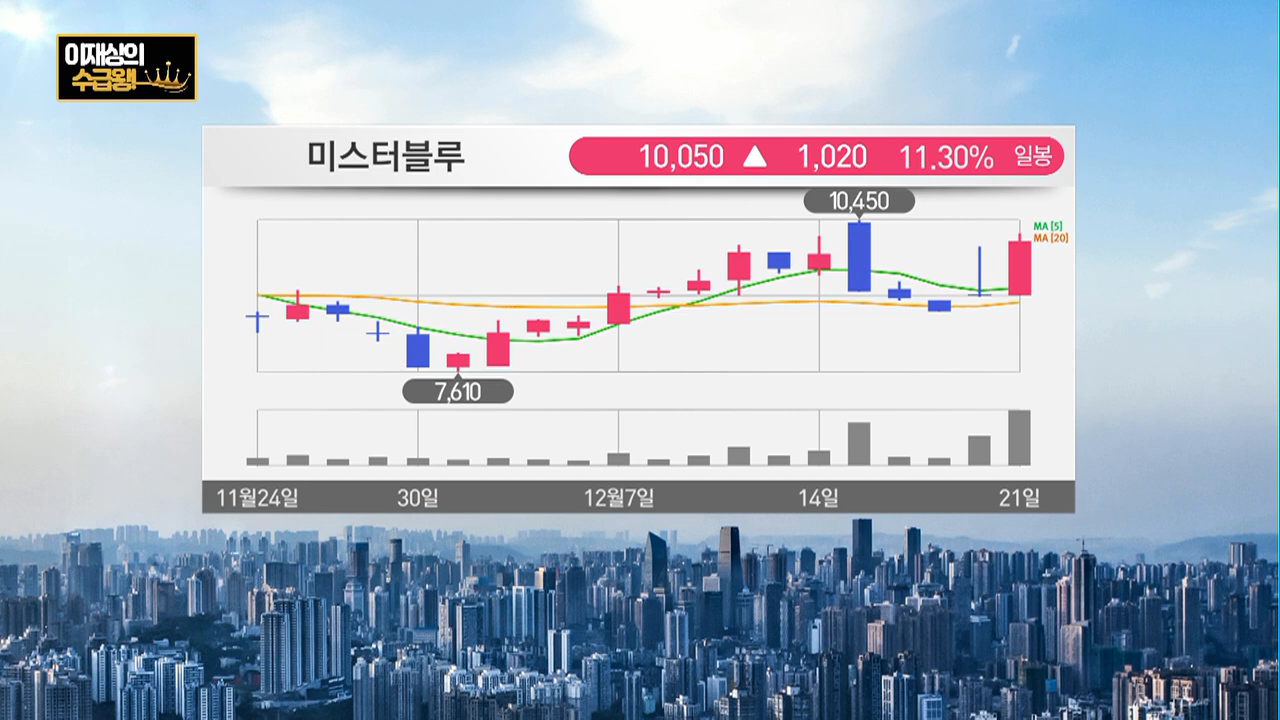 이재상의
수급왕!
미스터블루 10,050 ▲ 1,020 11.30% 일봉
10,450
MA [5]
MA [20]
7,610
11월24일 30일 12월7일 14일 21일